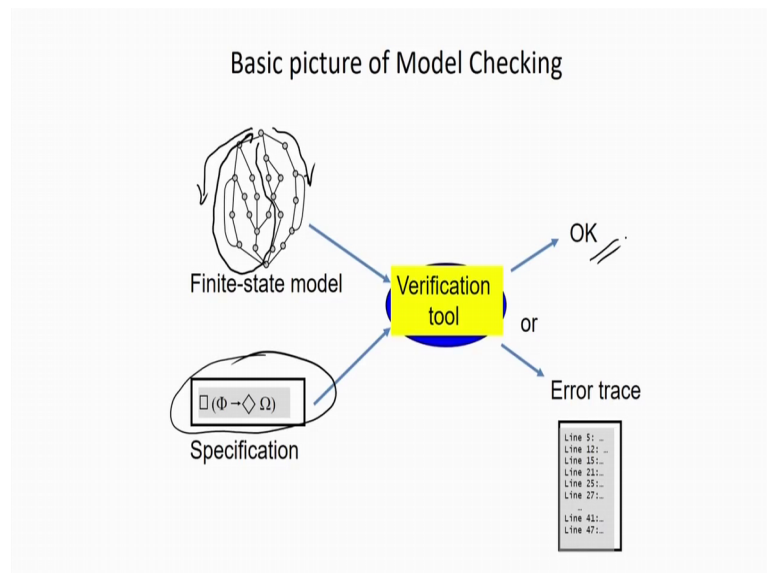 Basic picture of Model Checking
Finite-state model
□(Φ→◇Ω)
Specification
Verification
tool
OK
or
Error trace
Line 5: …
Line 12: …
Line 15:…
Line 21:…
Line 25:…
Line 27:…
…
Line 41:…
Line 47:…